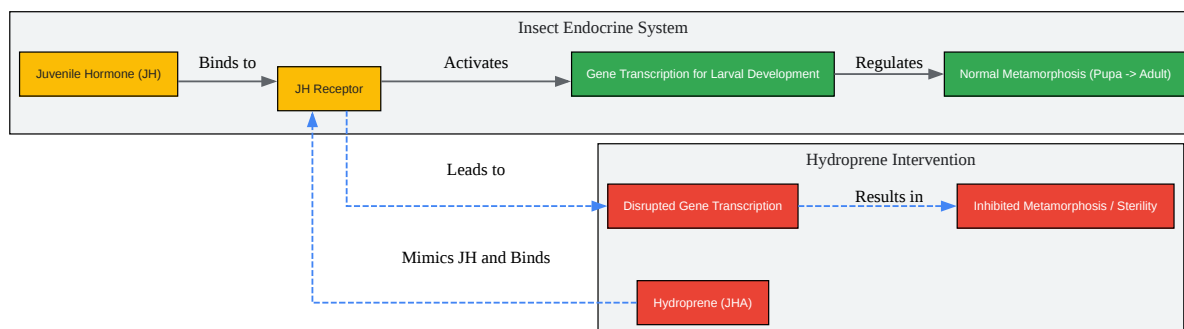 Insect Endocrine System
Juvenile Hormone (JH)
Binds to
JH Receptor
Activates
Gene Transcription for Larval Development
Regulates
Normal Metamorphosis (Pupa -> Adult)
Hydroprene Intervention
Leads to
Disrupted Gene Transcription
Results in
Inhibited Metamorphosis / Sterility
Mimics JH and Binds
Hydroprene (JHA)